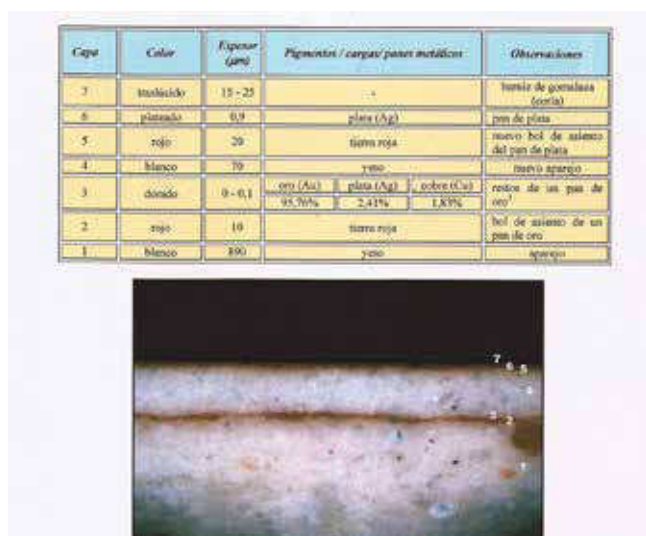 Capa Color Espesor (µm) Pigmentos / cargas/ panes metálicos Observaciones
7 traslúcido 15 - 25 - barniz de gomalaca (corla)
6 plateado 0,9 plata (Ag) pan de plata
5 rojo 20 tierra roja nuevo bol de asiento del pan de plata
4 blanco 70 yeso nuevo aparejo
3 dorado 0 - 0,1 oro (Au) plata (Ag) cobre (Cu) restos de un pan de oro¹
95,76% 2,41% 1,83%
2 rojo 10 tierra roja bol de asiento de un pan de oro
1 blanco 890 yeso aparejo
7 6 5
4
3 2
1